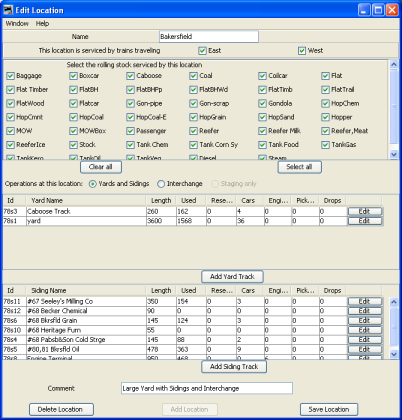 Edit Location
Window Help
Name Bakersfield
This location is serviced by trains traveling East West
Select the rolling stock serviced by this location
Baggage Boxcar Caboose Coal Coilcar Flat
Flat Timber FlatBH FlatBHPp FlatBHWd FlatTimb FlatTrail
FlatWood Flatcar Gon-pipe Gon-scrap Gondola HopChem
HopCmnt HopCoal HopCoal-E HopGrain HopSand Hopper
MOW MOWBox Passenger Reefer Reefer Milk Reefer,Meat
ReeferIce Stock Tank Chem Tank Corn Sy Tank Food TankGas
TankKero TankOil TankVeg Diesel Steam
Clear all Select all
Operations at this location: Yards and Sidings Interchange Staging only
Id Yard Name Length Used Rese... Cars Engi... Pick... Drops
78s3 Caboose Track 260 162 0 4 0 0 0 Edit
78s1 yard 3600 1568 0 36 0 0 0 Edit
Add Yard Track
Id Siding Name Length Used Rese... Cars Engi... Pick... Drops
78s11 #67 Seeley's Milling Co 350 154 0 3 0 0 0 Edit
78s12 #68 Becker Chemical 90 0 0 0 0 0 0 Edit
78s6 #68 Bkrsfld Grain 145 124 0 3 0 0 0 Edit
78s10 #68 Heritage Furn 55 0 0 0 0 0 0 Edit
78s4 #68 Pabsb&Son Cold Strge 145 88 0 2 0 0 0 Edit
78s5 #80,81 Bkrsfld Oil 478 363 0 9 0 0 0 Edit
78s8 Engine Terminal 950 468 0 0 6 0 0 Edit
Add Siding Track
Comment Large Yard with Sidings and Interchange
Delete Location Add Location Save Location